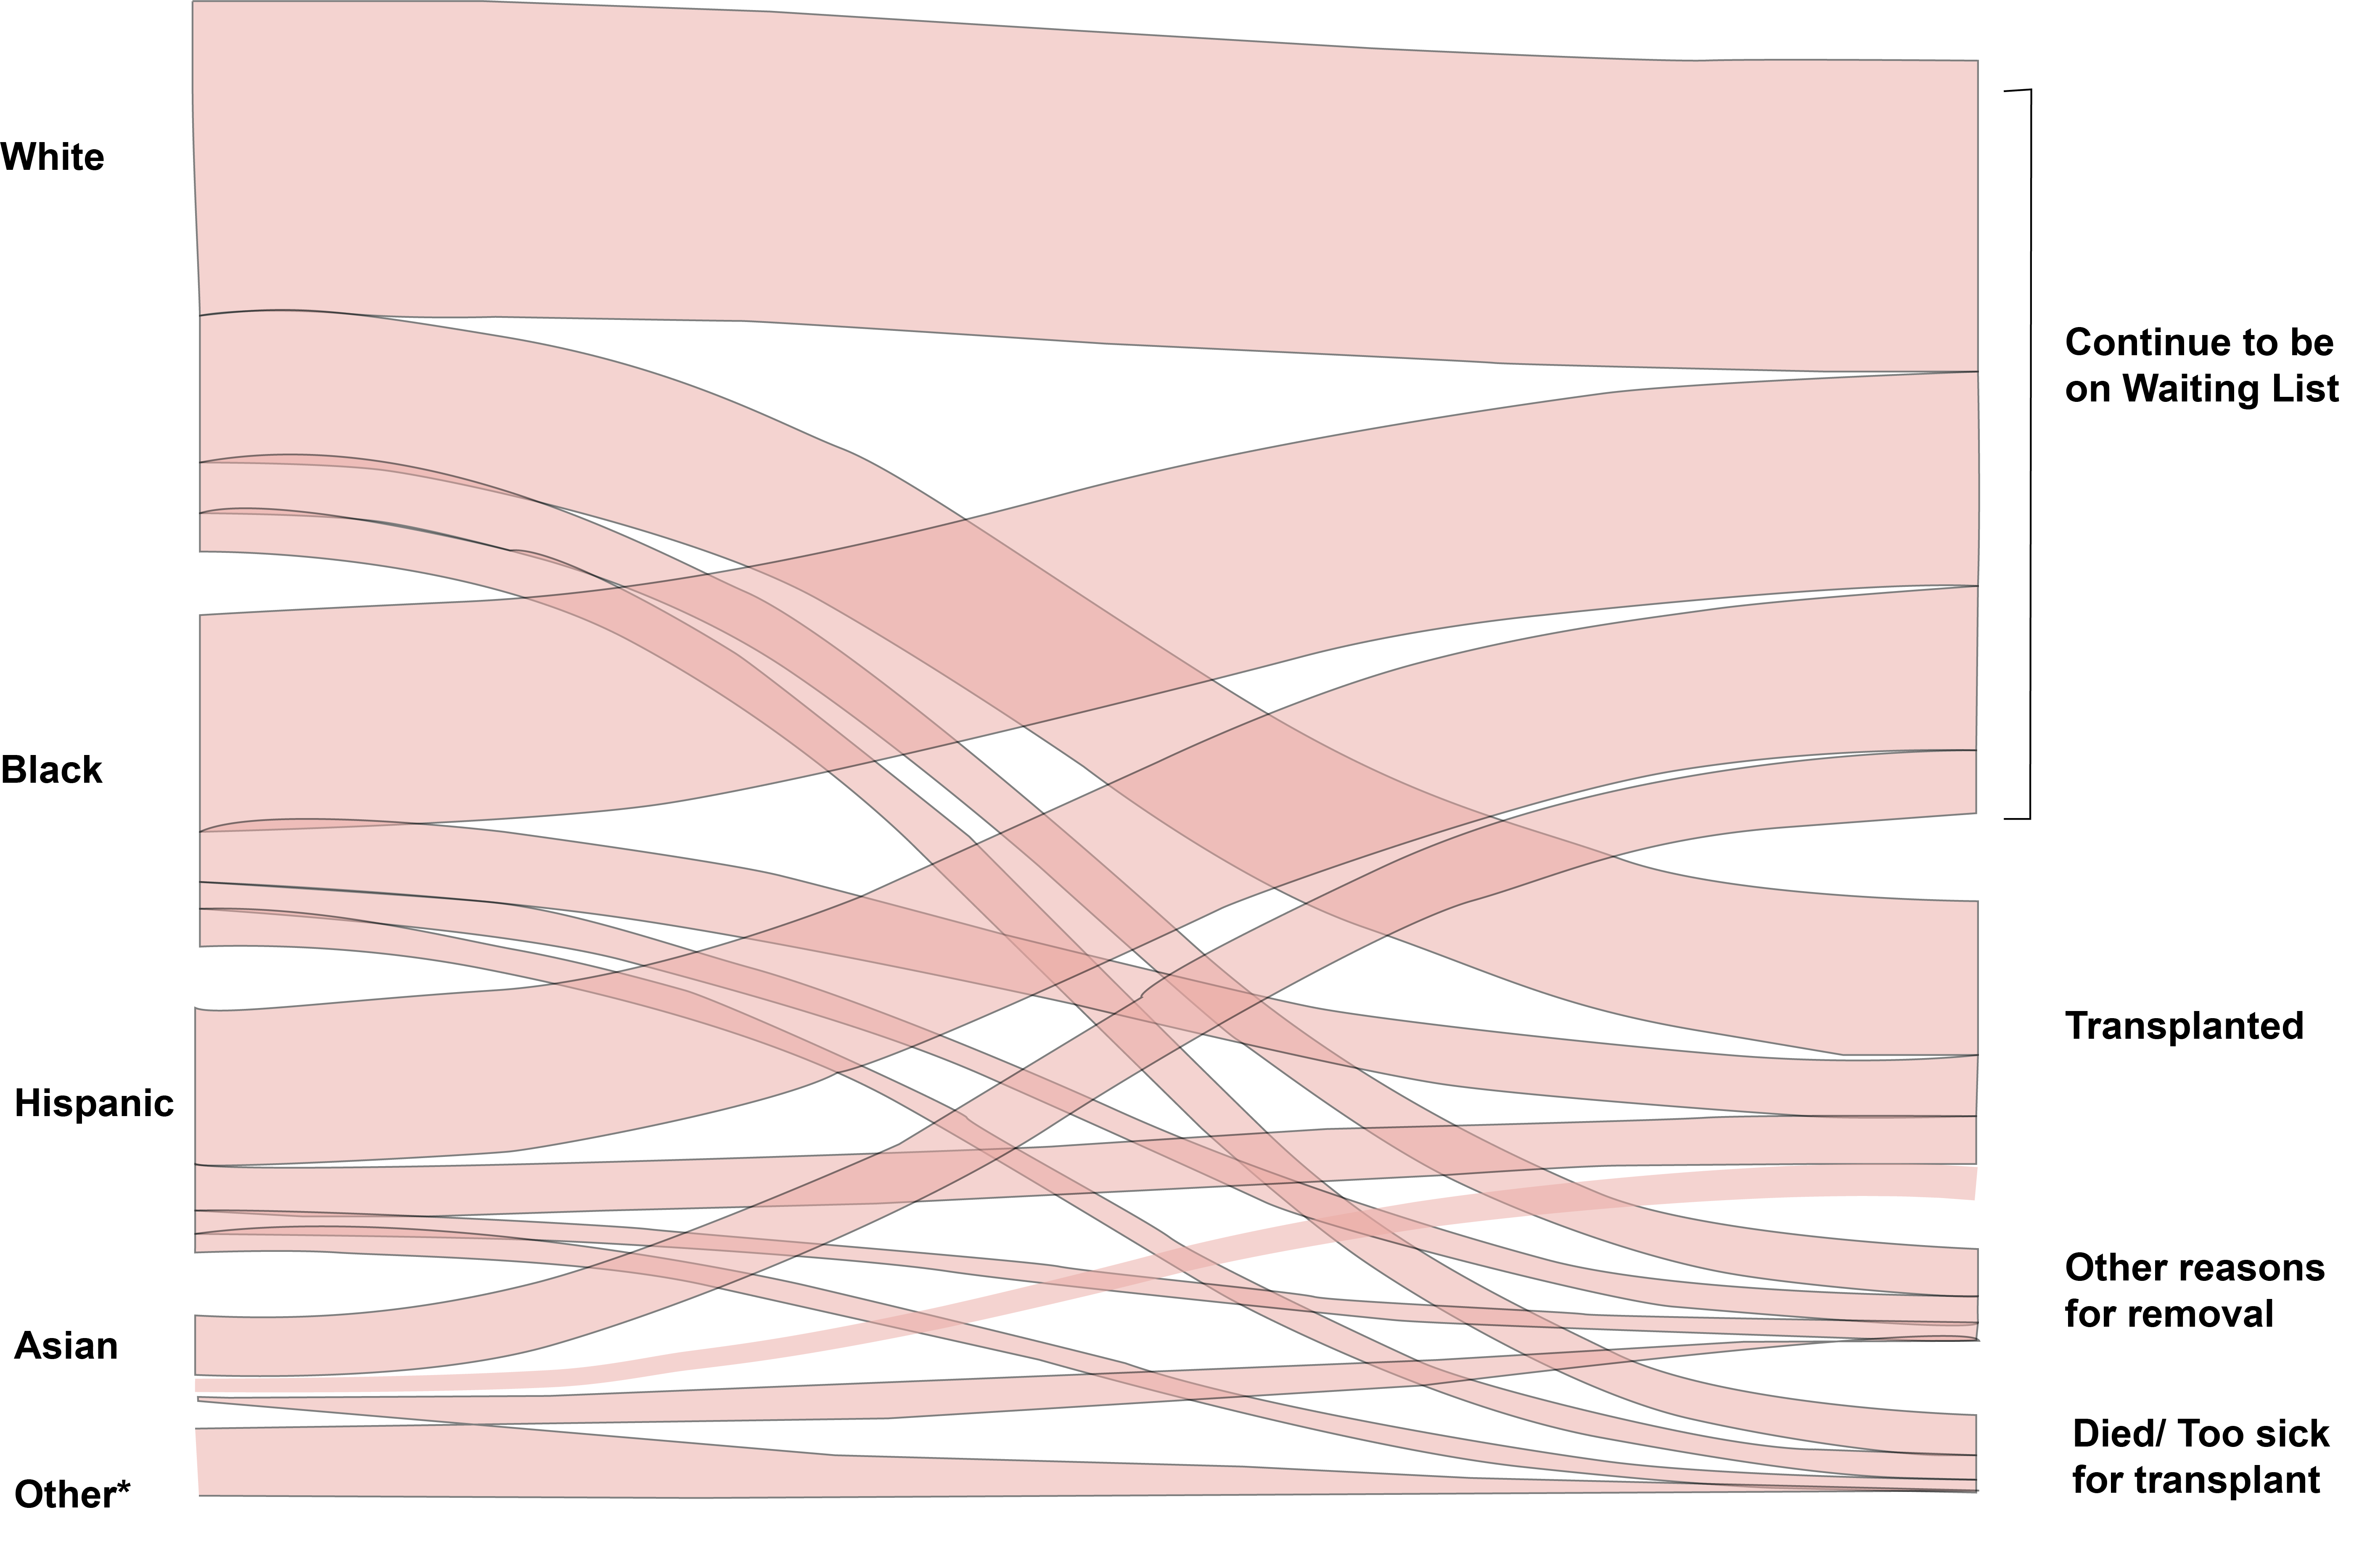 White
Black
Hispanic
Asian
Other*
Continue to be
on Waiting List
Transplanted
Other reasons
for removal
Died/ Too sick
for transplant